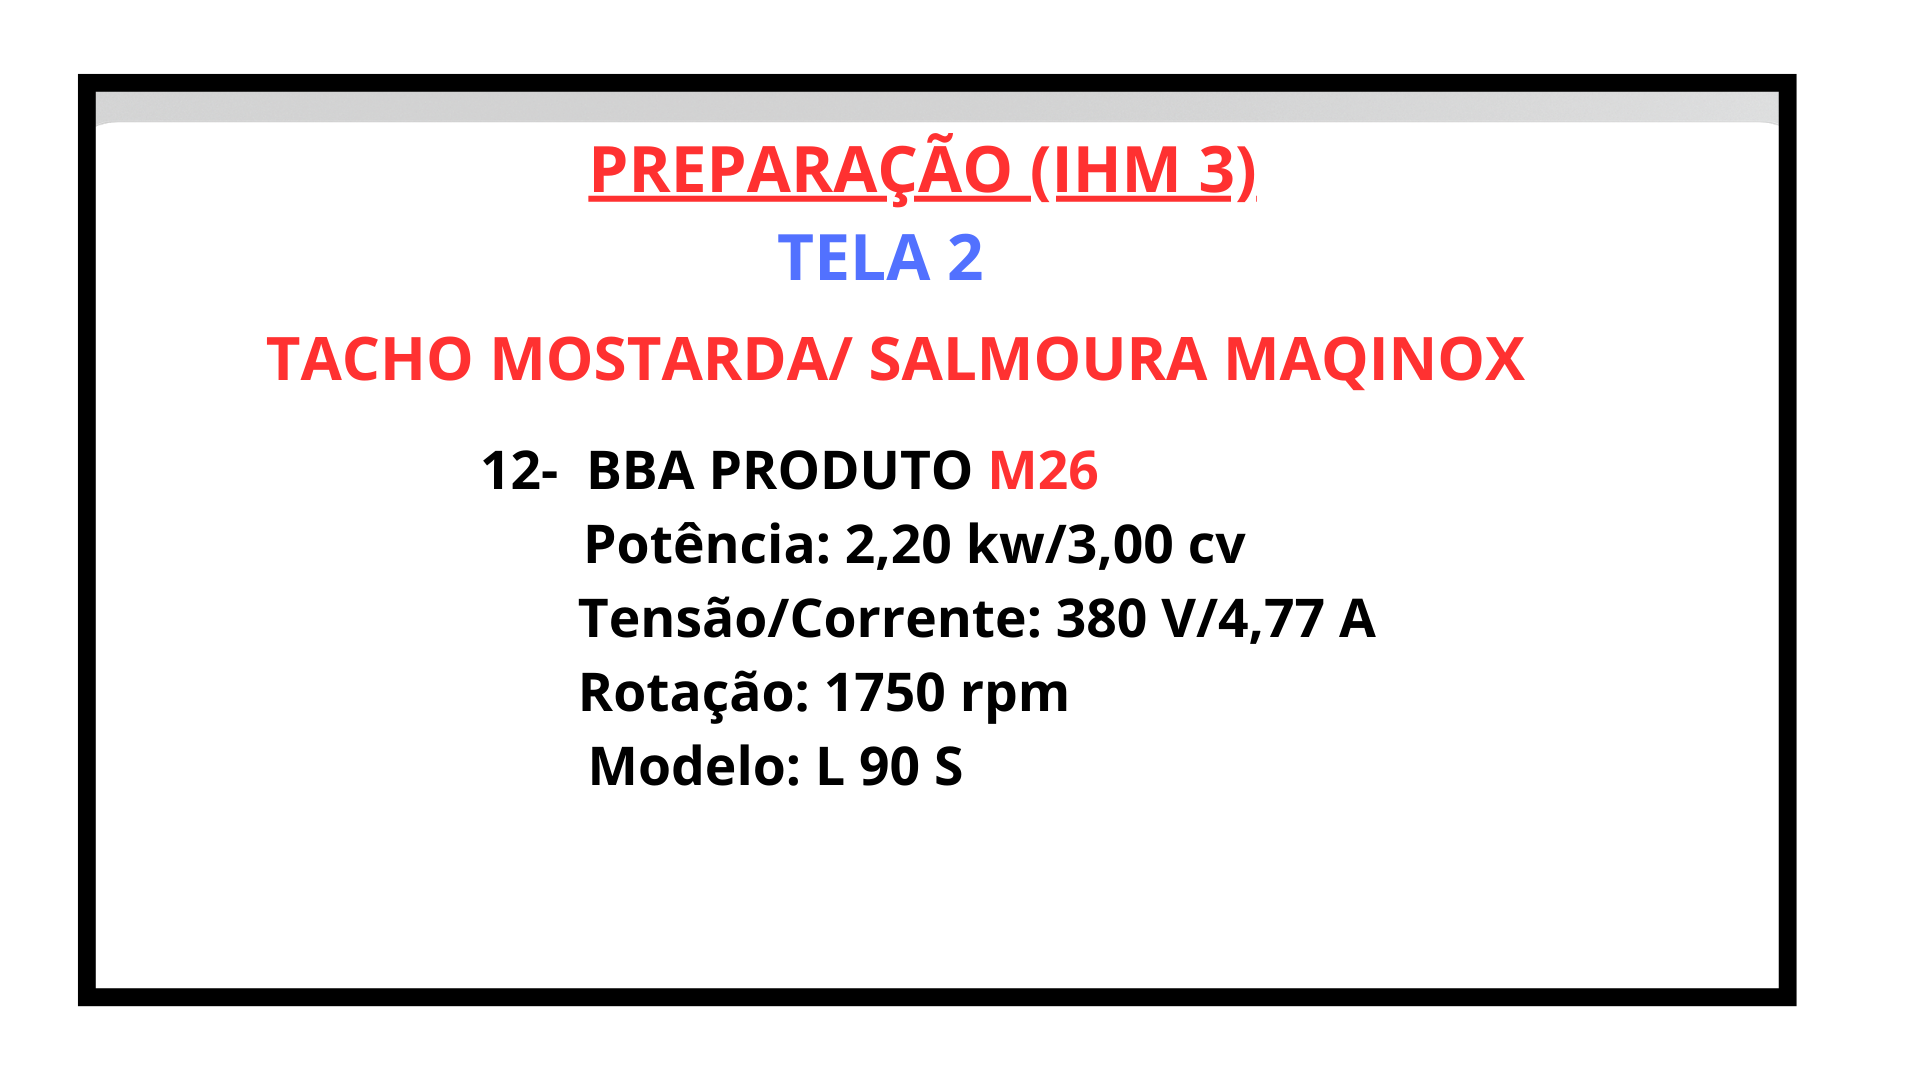 PREPARAÇÃO (IHM 3)
TELA 2
TACHO MOSTARDA/ SALMOURA MAQINOX
12- BBA PRODUTO M26
Potência: 2,20 kw/3,00 cv
Tensão/Corrente: 380 V/4,77 A
Rotação: 1750 rpm
Modelo: L 90 S